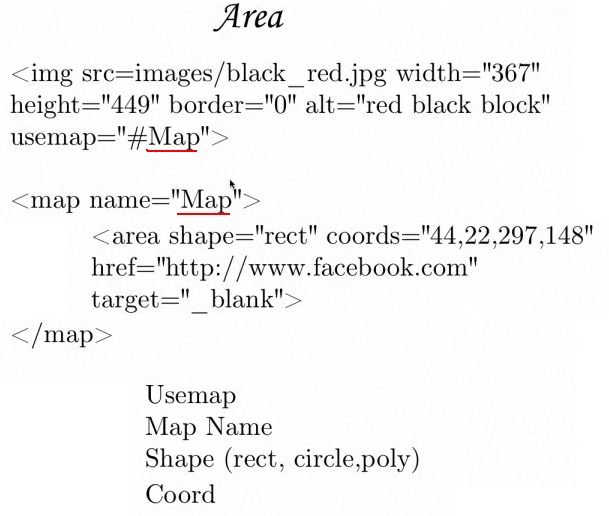 Area
<img src=images/black_red.jpg width="367"
height="449" border="0" alt="red black block"
usemap="#Map">
<map name="Map">
<area shape="rect" coords="44,22,297,148"
href="http://www.facebook.com"
target="_blank">
</map>
Usemap
Map Name
Shape (rect, circle,poly)
Coord